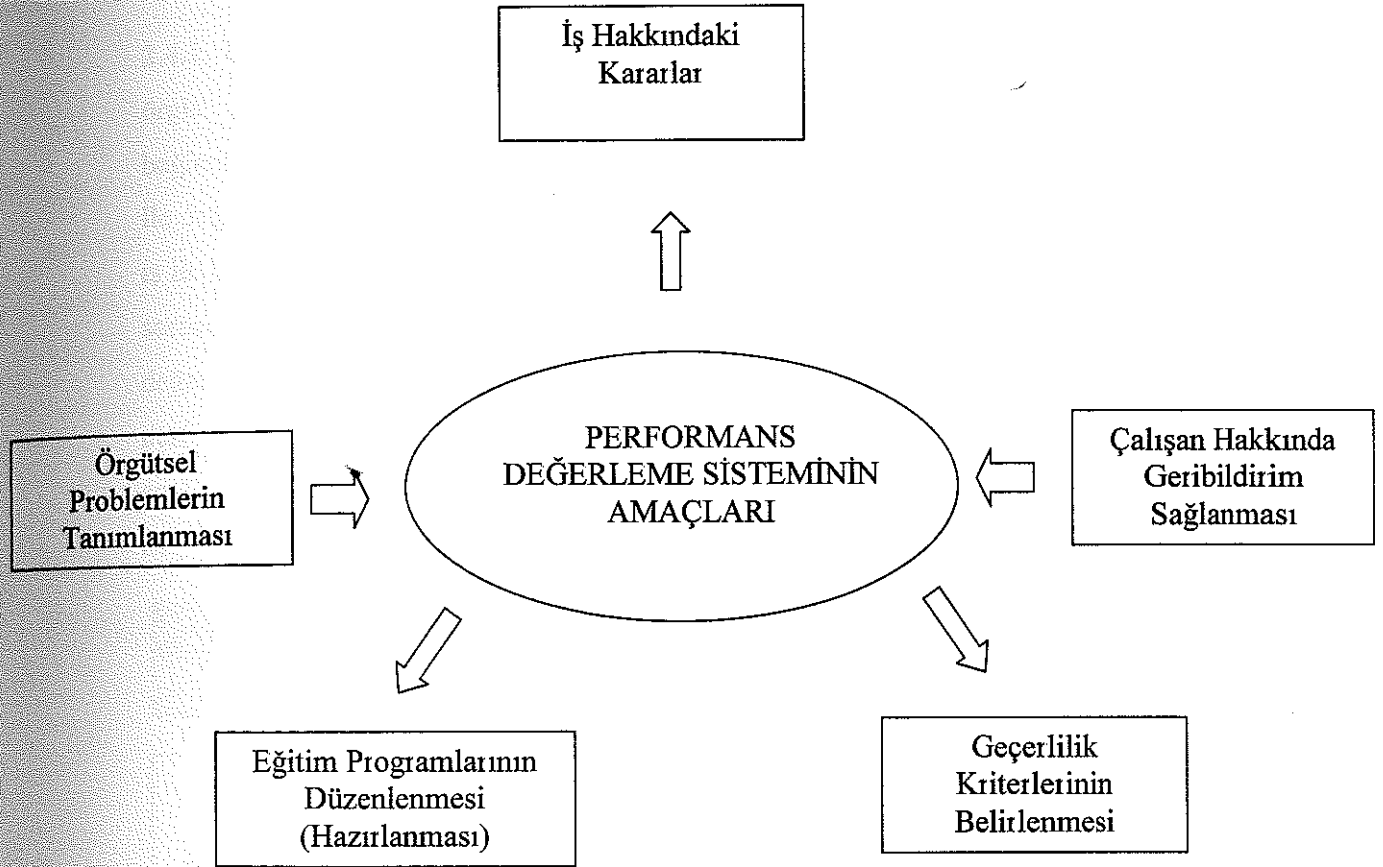 İş Hakkındaki
Kararlar
PERFORMANS
DEĞERLEME SİSTEMİNİN
AMAÇLARI
Örgütsel
Problemlerin
Tanımlanması
Çalışan Hakkında
Geribildirim
Sağlanması
Eğitim Programlarının
Düzenlenmesi
(Hazırlanması)
Geçerlilik
Kriterlerinin
Belirlenmesi